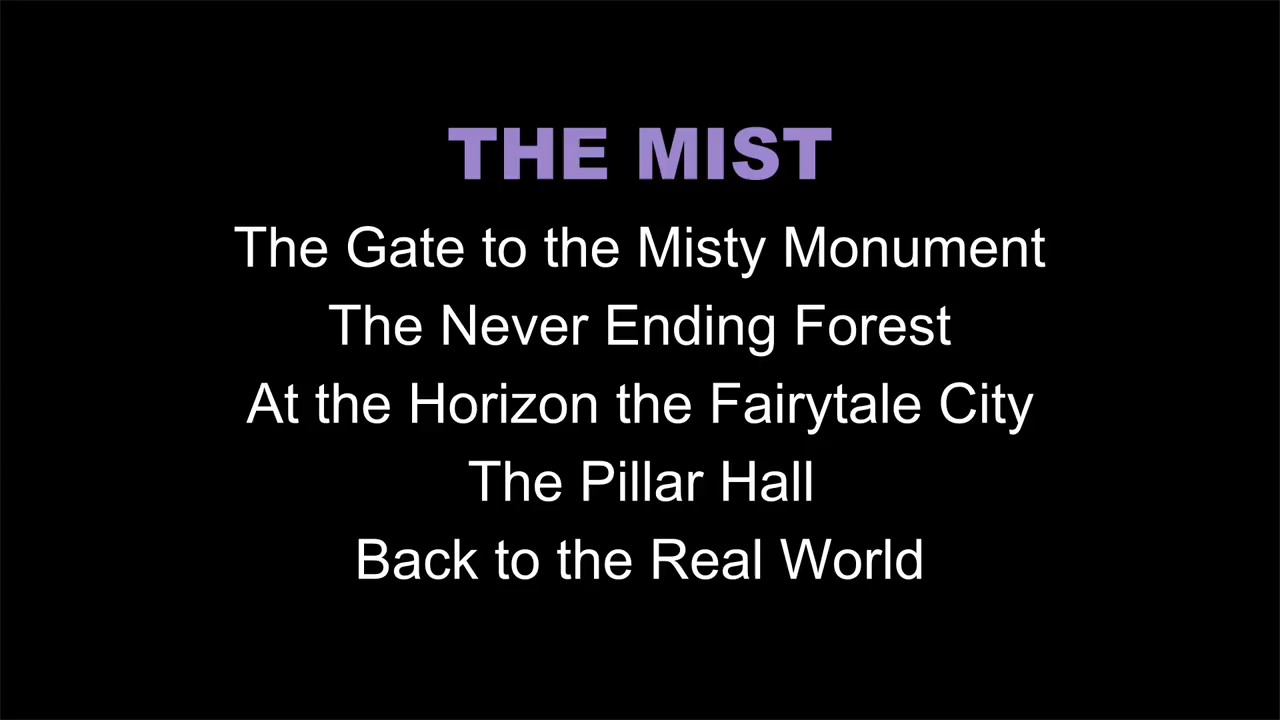 THE MIST
The Gate to the Misty Monument
The Never Ending Forest
At the Horizon the Fairytale City
The Pillar Hall
Back to the Real World